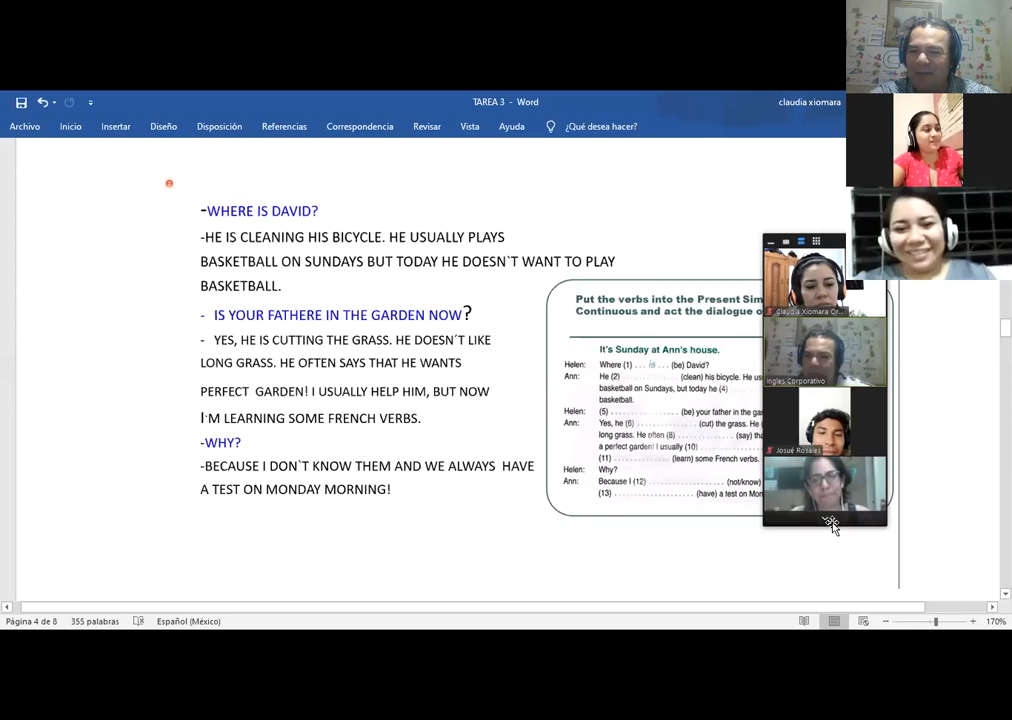 TAREA 3 - Word
claudia xiomara
Archivo Inicio Insertar Diseño Disposición Referencias Correspondencia Revisar Vista Ayuda ¿Qué desea hacer?
-WHERE IS DAVID?
-HE IS CLEANING HIS BICYCLE. HE USUALLY PLAYS
BASKETBALL ON SUNDAYS BUT TODAY HE DOESN`T WANT TO PLAY
BASKETBALL.
- IS YOUR FATHERE IN THE GARDEN NOW?
- YES, HE IS CUTTING THE GRASS. HE DOESN´T LIKE
LONG GRASS. HE OFTEN SAYS THAT HE WANTS
PERFECT GARDEN! I USUALLY HELP HIM, BUT NOW
I´M LEARNING SOME FRENCH VERBS.
-WHY?
-BECAUSE I DON`T KNOW THEM AND WE ALWAYS HAVE
A TEST ON MONDAY MORNING!
Put the verbs into the Present Sim
Continuous and act the dialogue o
It's Sunday at Ann's house.
Helen: Where (1) ... is ... (be) David?
Ann: He (2) .................. (clean) his bicycle. He us
basketball on Sundays, but today he (4)
basketball.
Helen: (5) .................. (be) your father in the ga
Ann: Yes, he (6) .................. (cut) the grass. He
long grass. He often (8) .................. (say) th
a perfect garden! I usually (10)
(11) .................. (learn) some French verbs.
Helen: Why?
Ann: Because I (12) .................. (not/know)
(13) .................. (have) a test on Mon
Claudia Xiomara Or...
Ingles Corporativo
Josué Rosales
Página 4 de 8 355 palabras Español (México) 170%